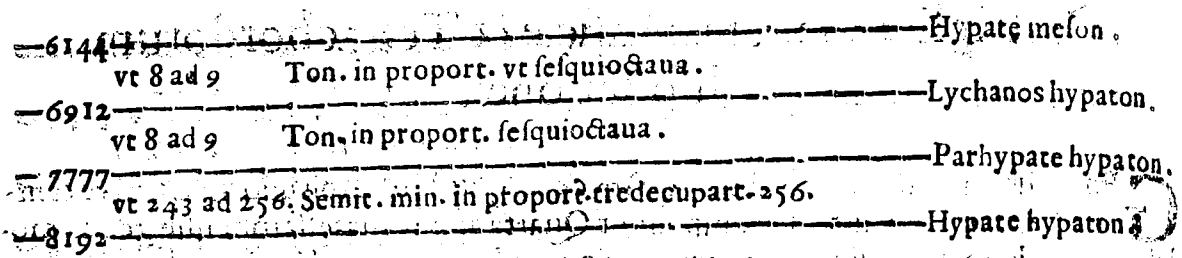 6144 Hypate meſon.
vt 8 ad 9 Ton. in proport. vt ſeſquioctaua.
6912 Lychanos hypaton.
vt 8 ad 9 Ton. in proport. ſeſquioctaua.
7777 Parhypate hypaton.
vt 243 ad 256. Semit. min. in proport. tredecupart. 256.
8192 Hypate hypaton